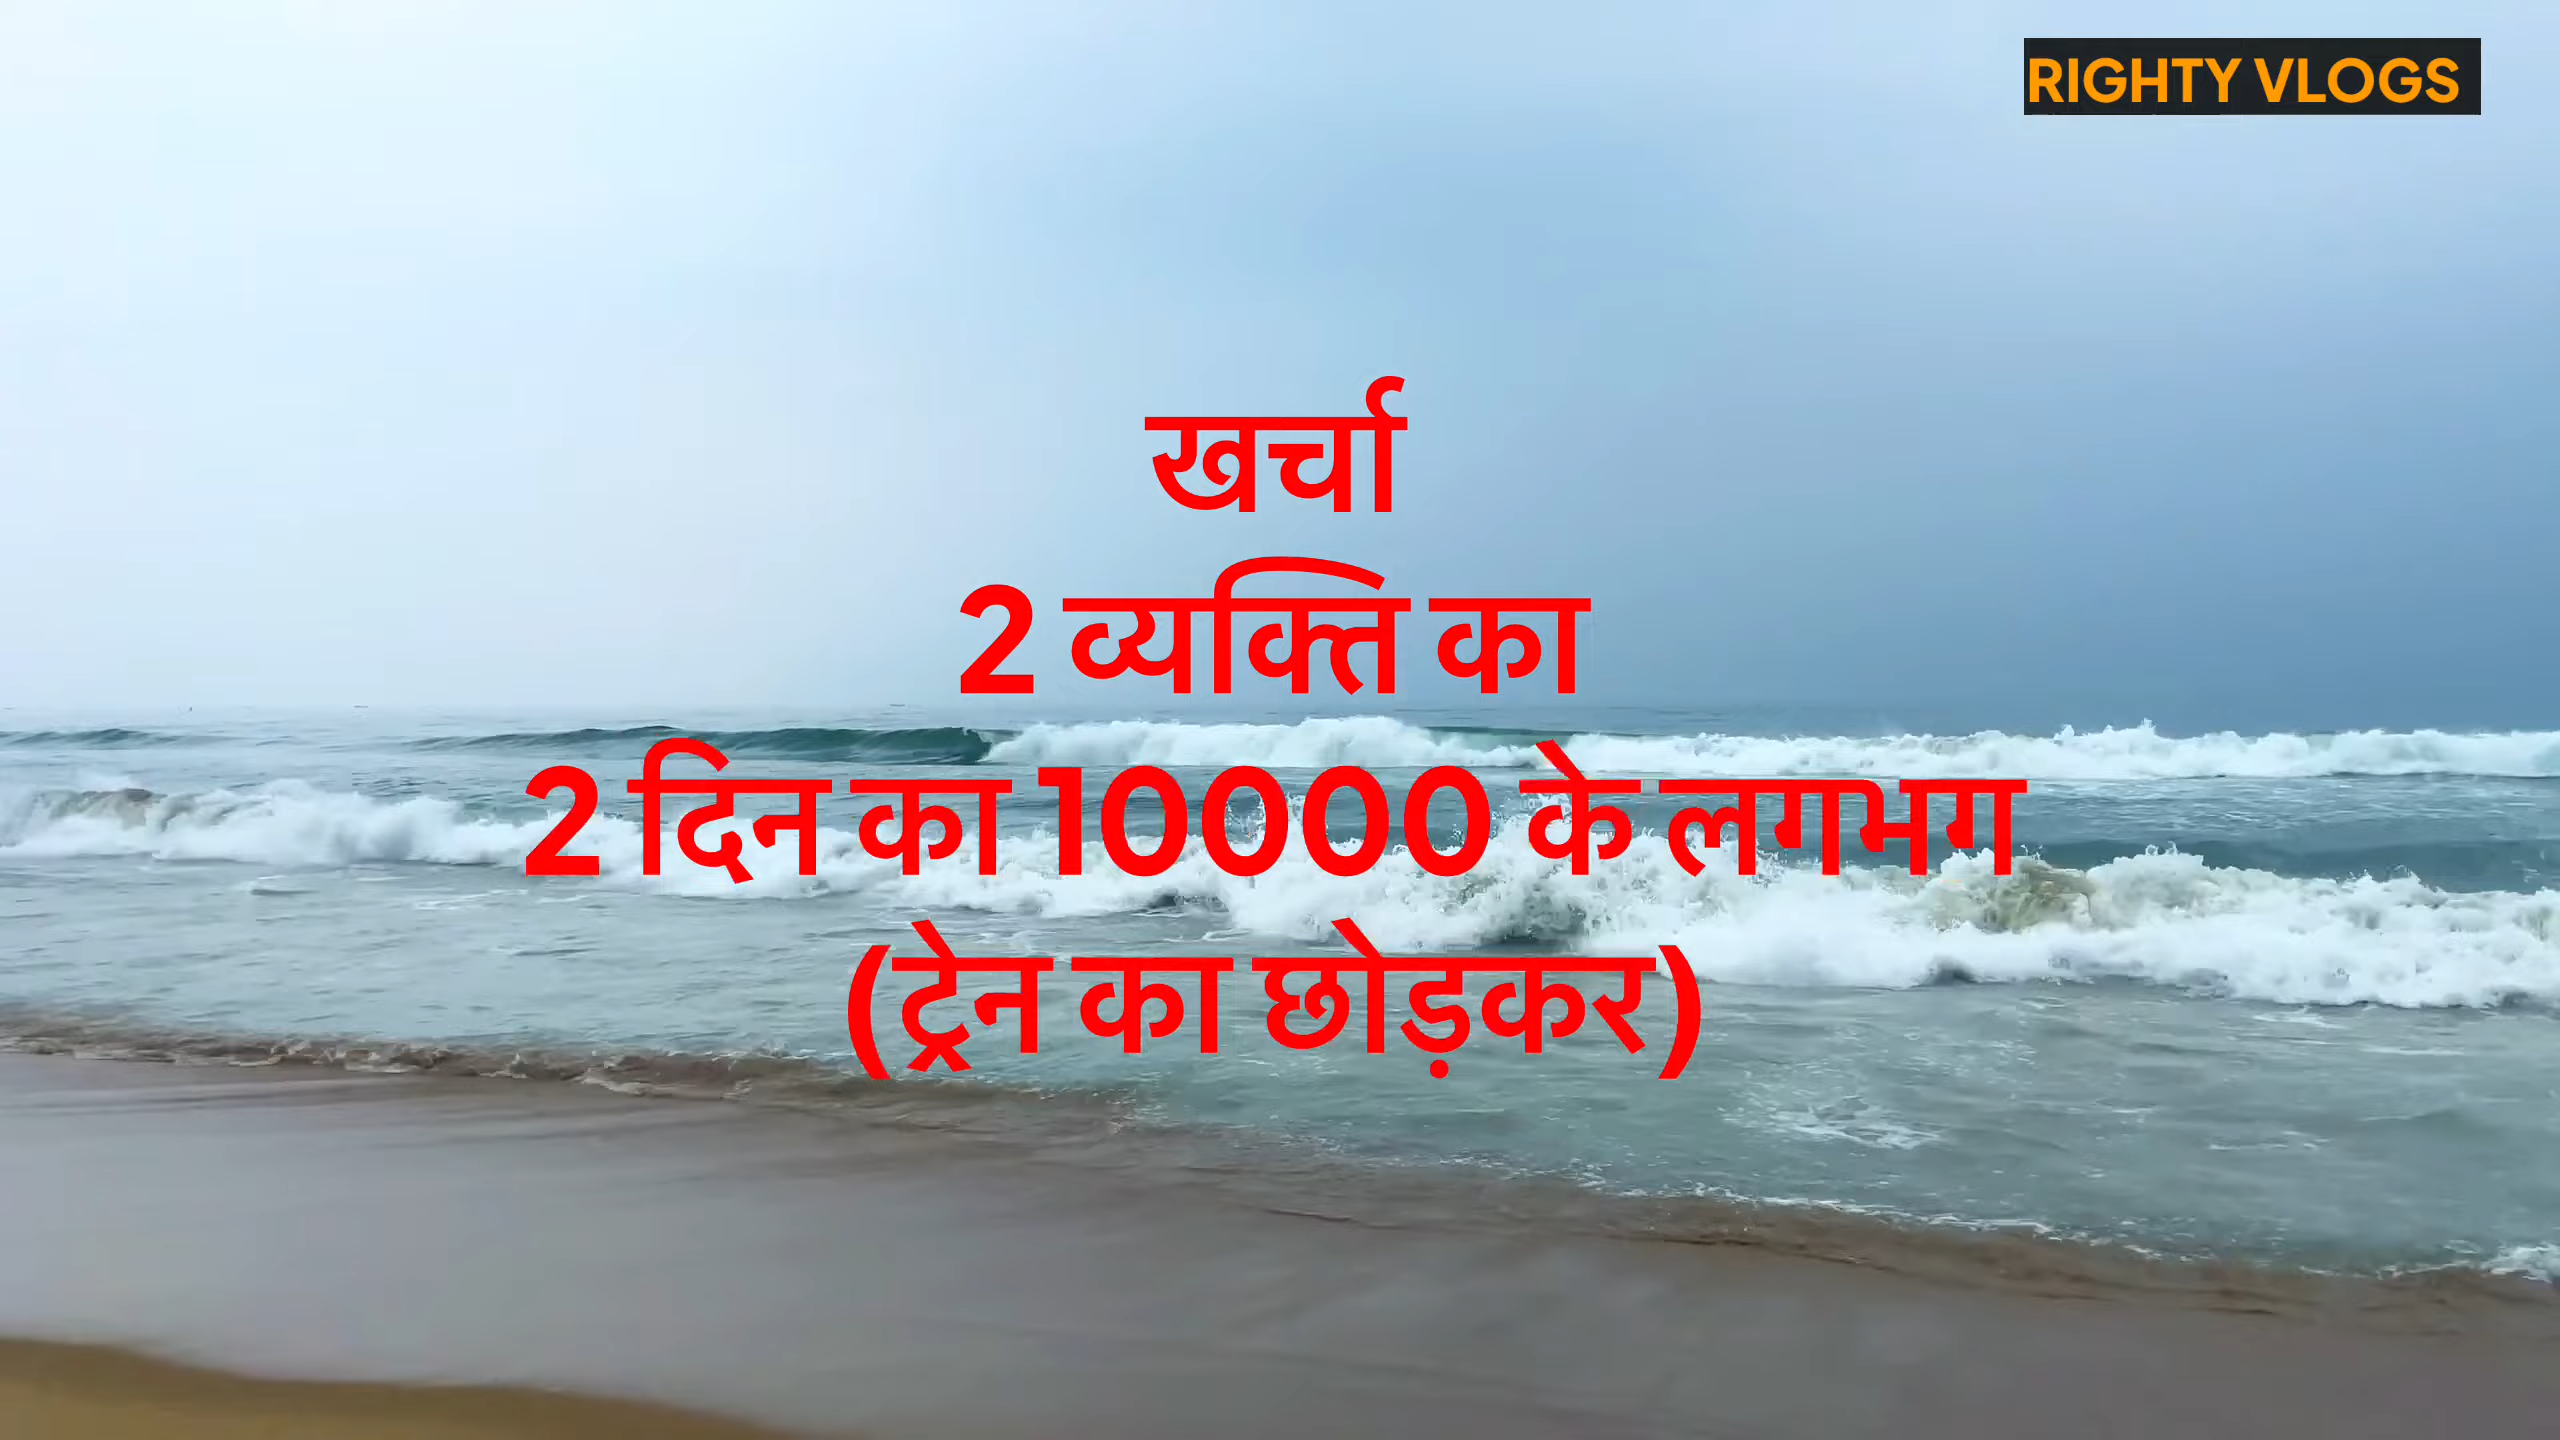 RIGHTY VLOGS
खर्चा
2 व्यक्ति का
2 दिन का 10000 के लगभग
(ट्रेन का छोड़कर)